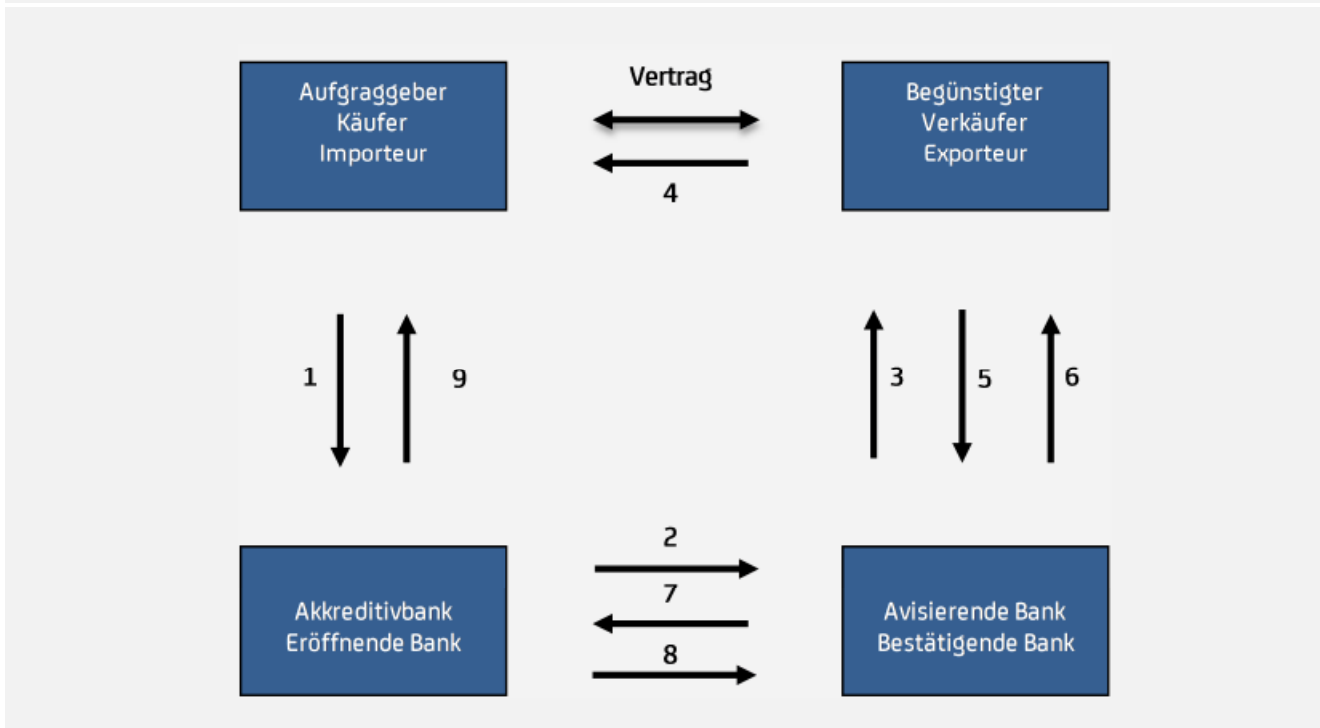 Aufgraggeber
Käufer
Importeur
Vertrag
4
Begünstigter
Verkäufer
Exporteur
1
9
3
5
6
Akkreditivbank
Eröffnende Bank
2
7
8
Avisierende Bank
Bestätigende Bank